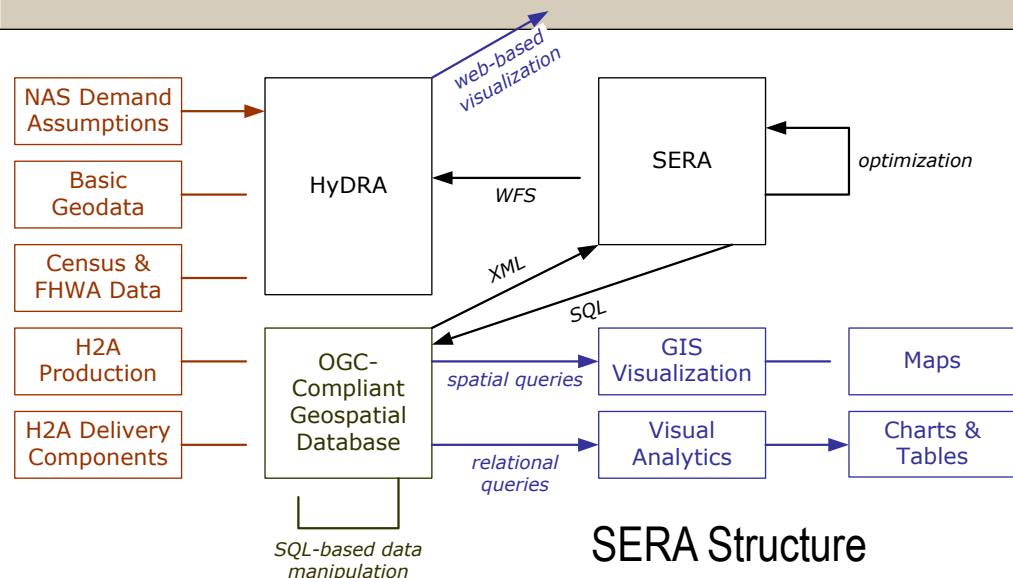 NAS Demand
Assumptions
Basic
Geodata
Census &
FHWA Data
H2A
Production
H2A Delivery
Components
HyDRA
web-based
visualization
WFS
SERA
optimization
XML
SQL
OGC-
Compliant
Geospatial
Database
SQL-based data
manipulation
spatial queries
relational
queries
GIS
Visualization
Visual
Analytics
Maps
Charts &
Tables
SERA Structure